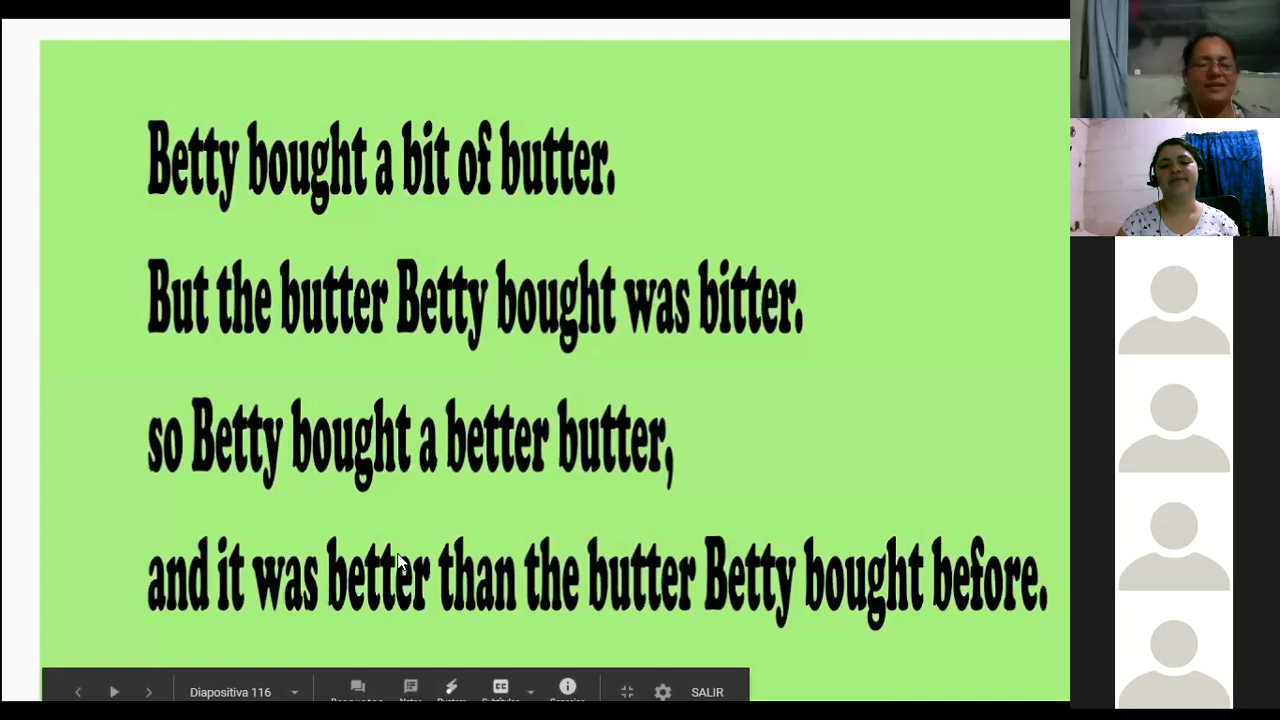 Betty bought a bit of butter.
But the butter Betty bought was bitter.
so Betty bought a better butter,
and it was better than the butter Betty bought before.
Diapositiva 116
CC
SALIR